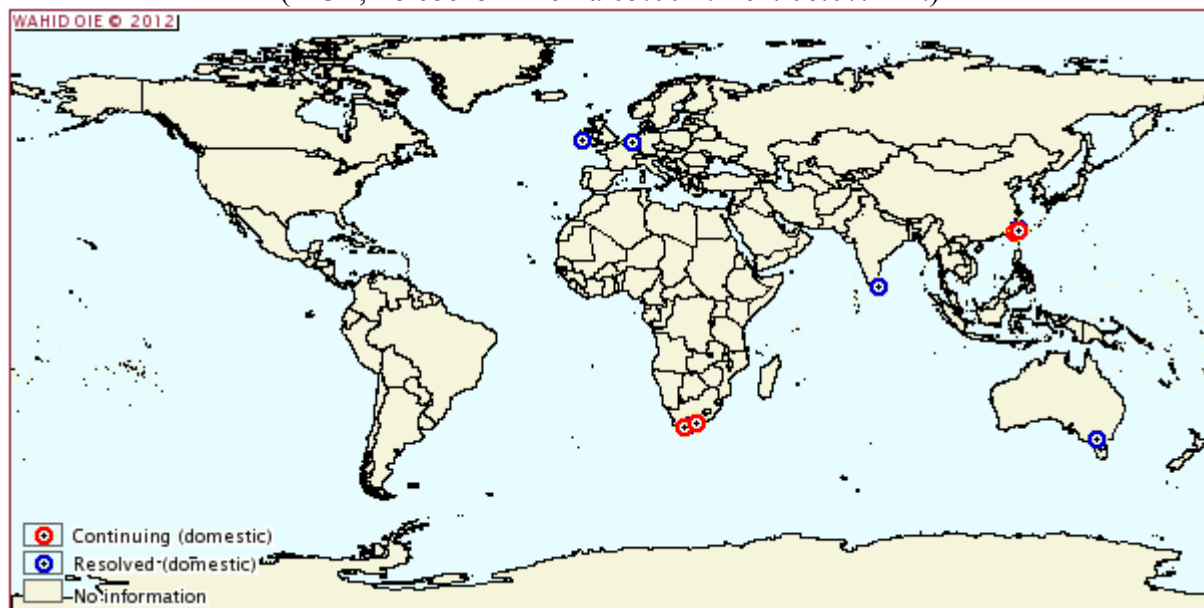 WAHID OIE © 2012
Continuing (domestic)
Resolved (domestic)
No information